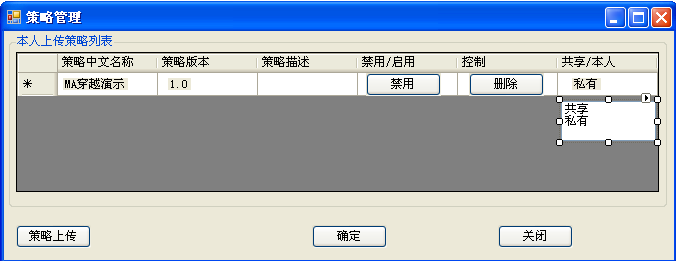 策略管理
本人上传策略列表
策略中文名称 策略版本 策略描述 禁用/启用 控制 共享/本人
* MA穿越演示 1.0 禁用 删除 私有
共享
私有
策略上传 确定 关闭